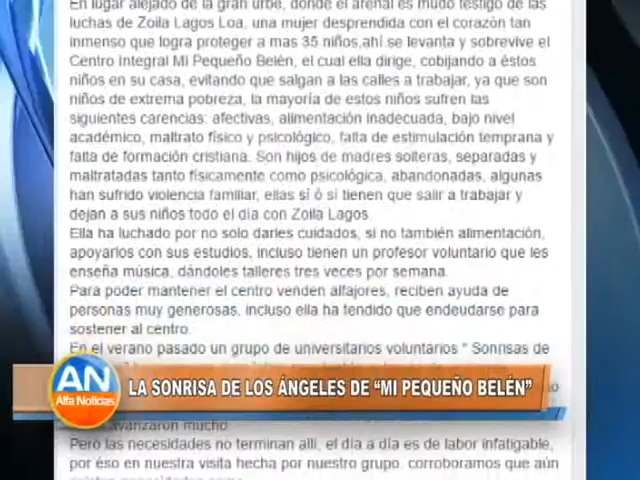 En lugar alejado de la gran urbe, donde el arenal es mudo testigo de las
luchas de Zoila Lagos Loa, una mujer desprendida con el corazón tan
inmenso que logra proteger a mas 35 niños,ahí se levanta y sobrevive el
Centro Integral Mi Pequeño Belén, el cual ella dirige, cobijando a éstos
niños en su casa, evitando que salgan a las calles a trabajar, ya que son
niños de extrema pobreza, la mayoría de estos niños sufren las
siguientes carencias: afectivas, alimentación inadecuada, bajo nivel
académico, maltrato físico y psicológico, falta de estimulación temprana y
falta de formación cristiana. Son hijos de madres solteras, separadas y
maltratadas tanto físicamente como psicológica, abandonadas, algunas
han sufrido violencia familiar, ellas sí ó sí tienen que salir a trabajar y
dejan a sus niños todo el día con Zoila Lagos.
Ella ha luchado por no solo darles cuidados, si no también alimentación,
apoyarlos con sus estudios, incluso tienen un profesor voluntario que les
enseña música, dándoles talleres tres veces por semana.
Para poder mantener el centro venden alfajores, reciben ayuda de
personas muy generosas, incluso ella ha tendido que endeudarse para
sostener al centro.
En el verano pasado un grupo de universitarios voluntarios " Sonrisas de
AN
Alfa Noticias
LA SONRISA DE LOS ÁNGELES DE “MI PEQUEÑO BELÉN”
avanzaron mucho
Pero las necesidades no terminan allí, el día a día es de labor infatigable,
por éso en nuestra visita hecha por nuestro grupo, corroboramos que aún